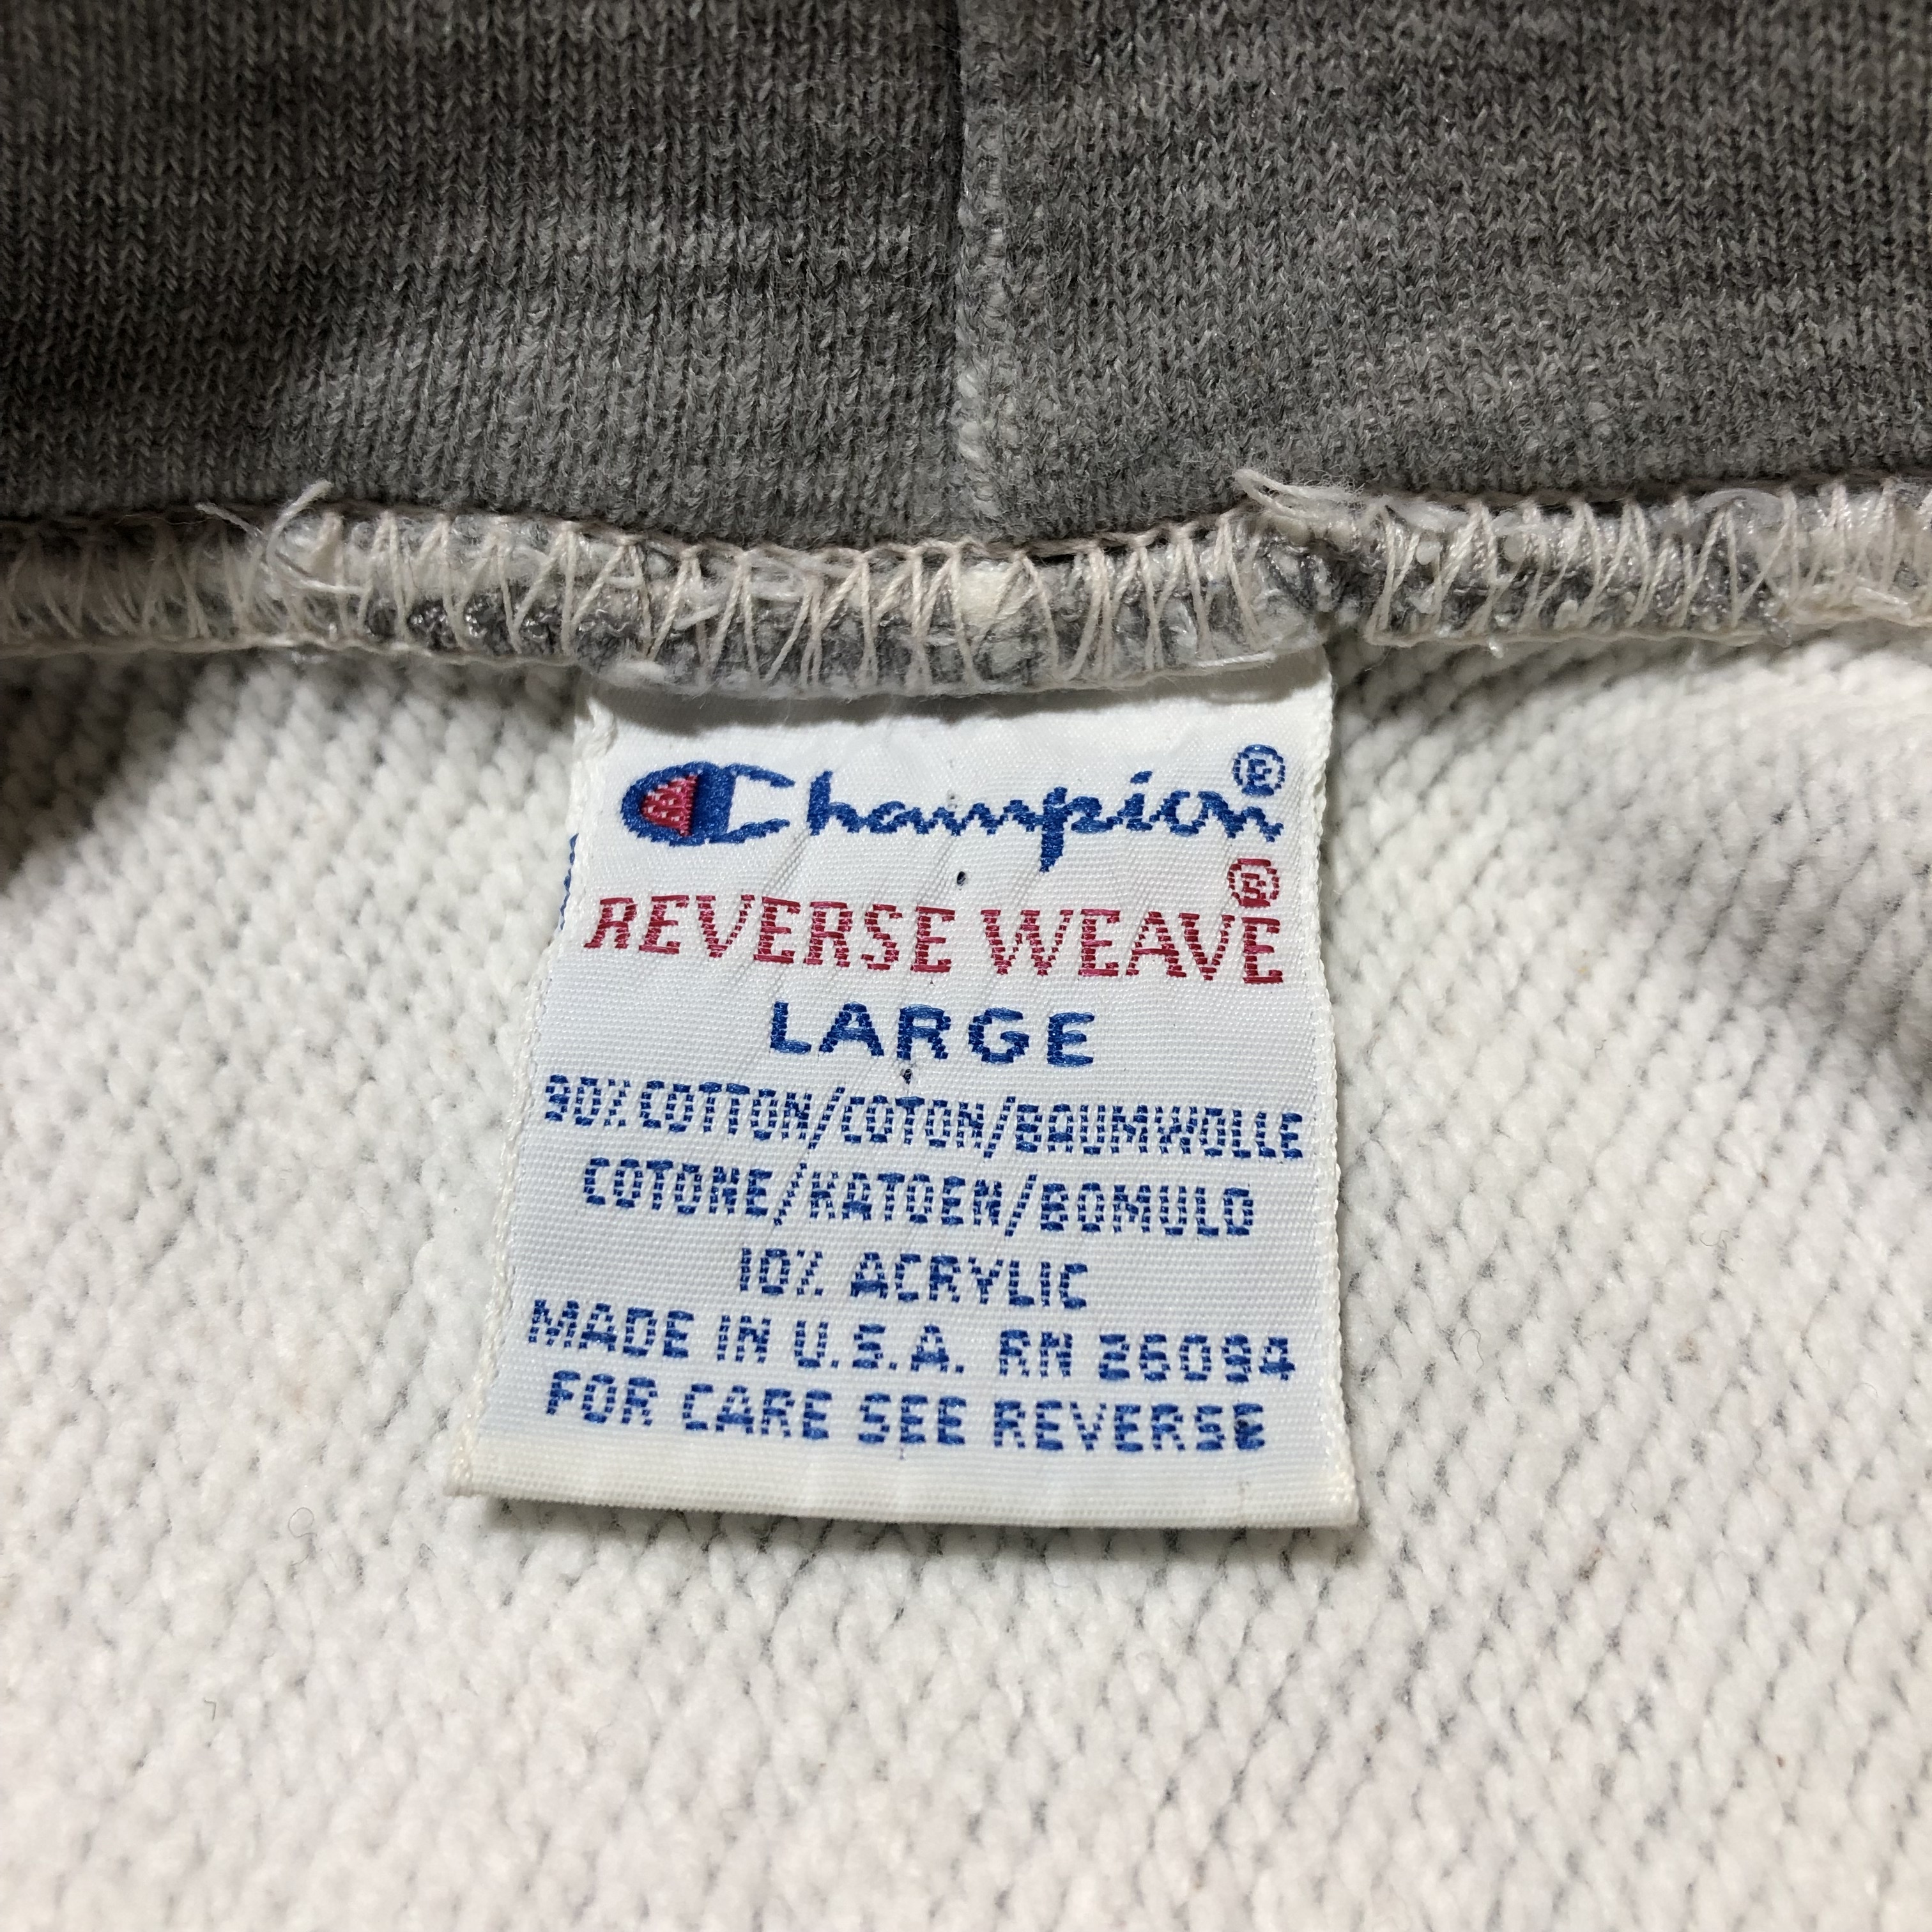 Champion®
REVERSE WEAVE®
LARGE
90% COTTON/COTON/BAUMWOLLE
COTONE/KATOEN/BOMULD
10% ACRYLIC
MADE IN U.S.A. RN 26094
FOR CARE SEE REVERSE